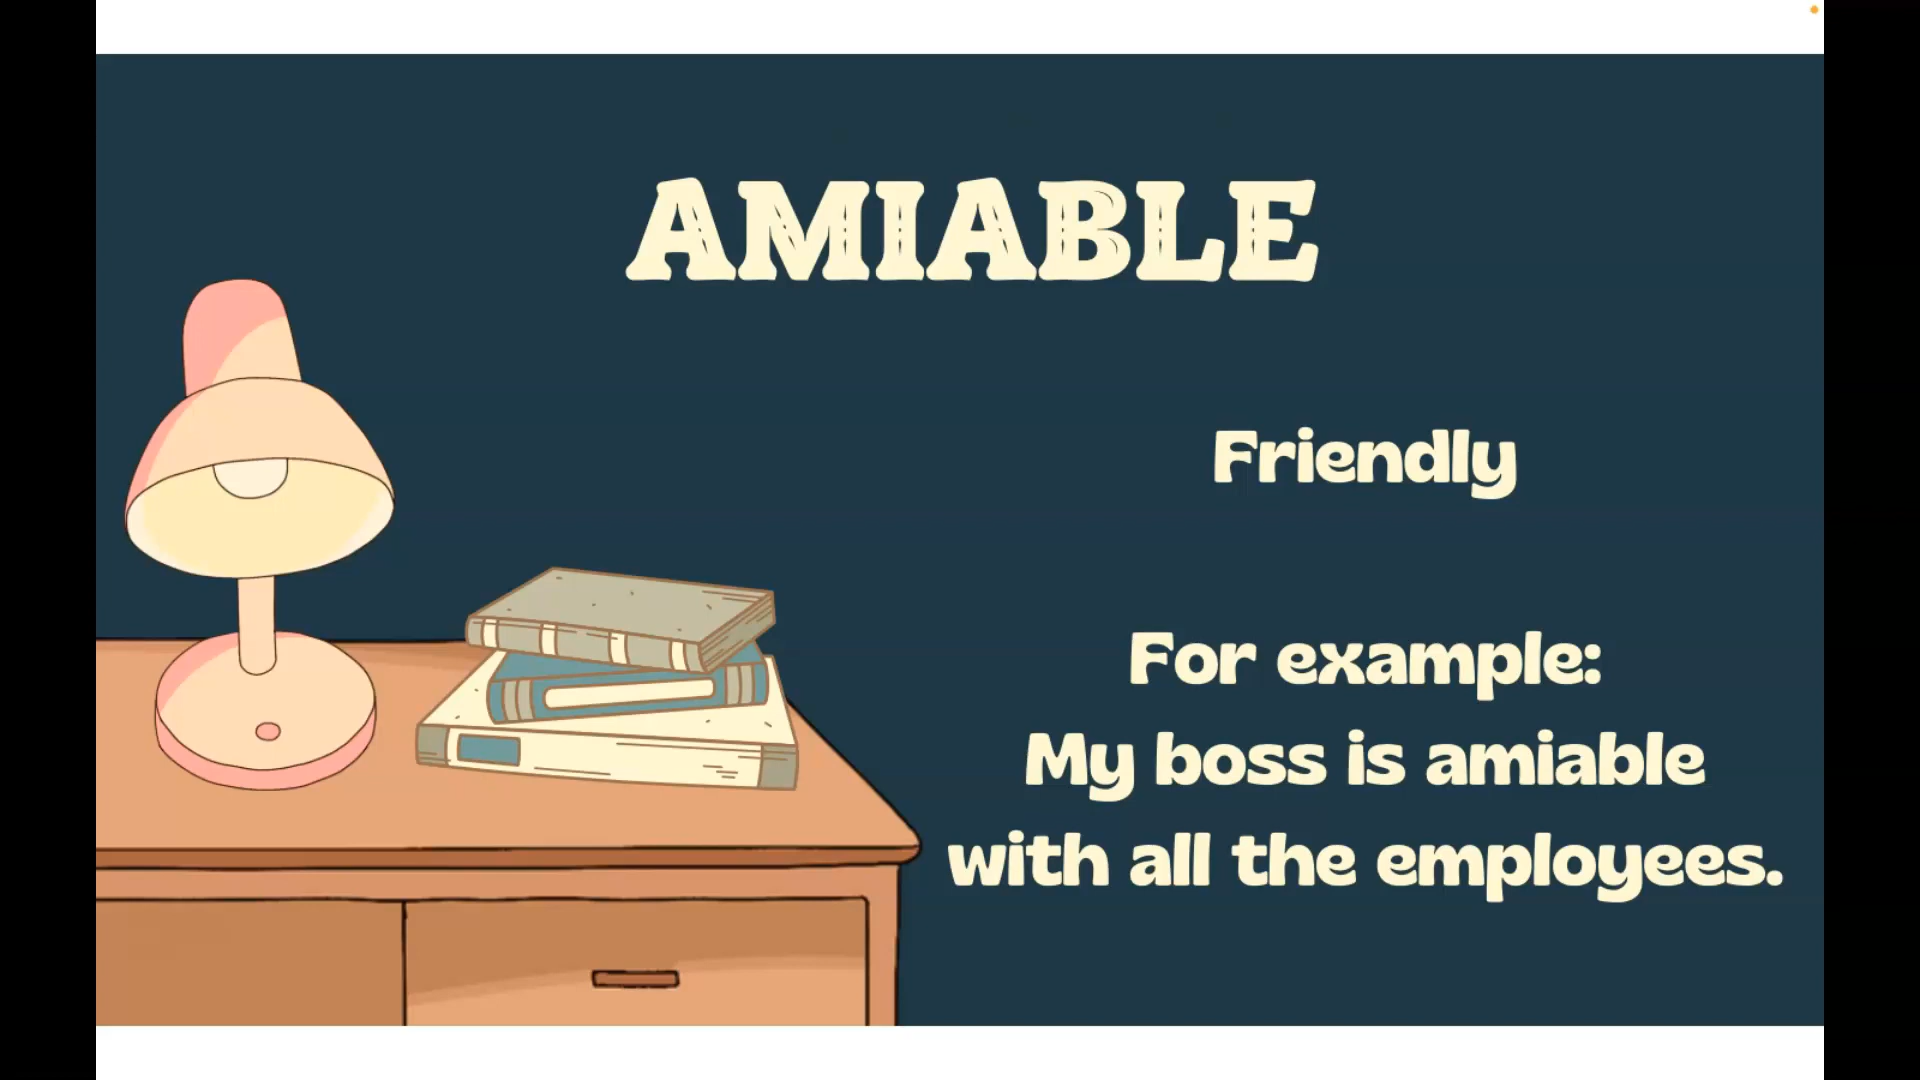 AMIABLE
Friendly
For example:
My boss is amiable
with all the employees.